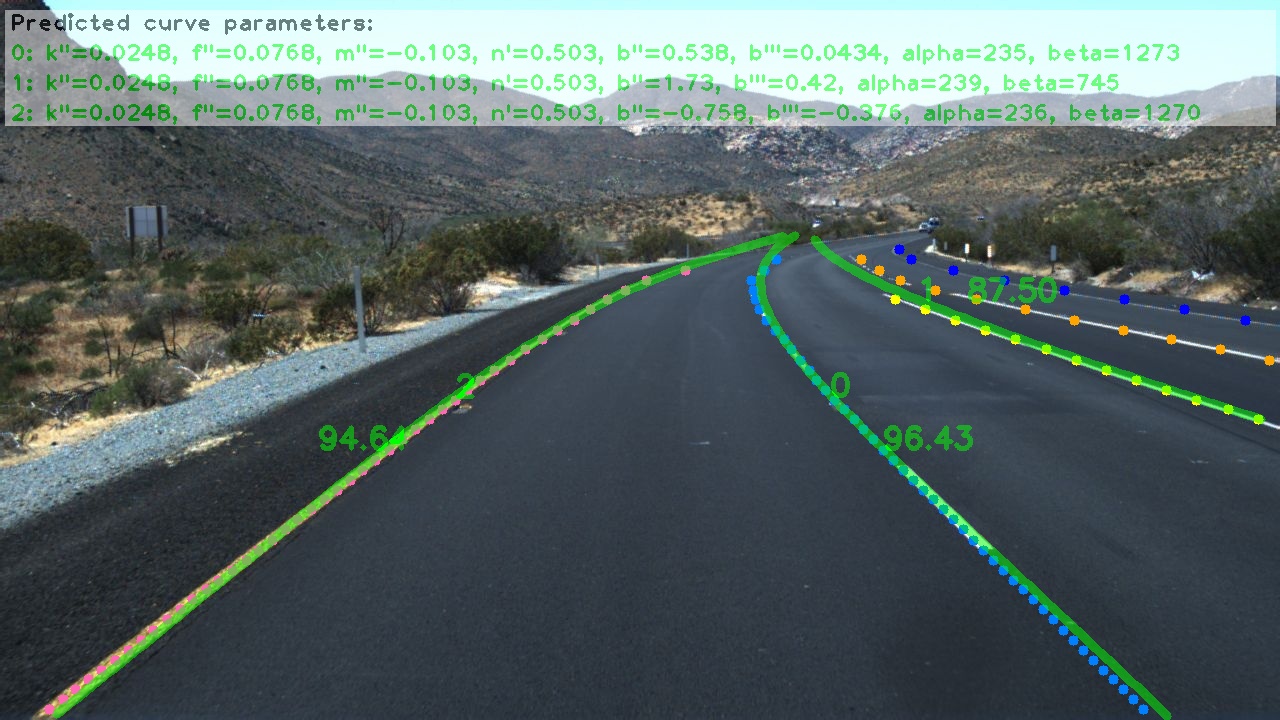 Predicted curve parameters:
0: k''=0.0248, f''=0.0768, m''=-0.103, n'=0.503, b''=0.538, b'''=0.0434, alpha=235, beta=1273
1: k''=0.0248, f''=0.0768, m''=-0.103, n'=0.503, b''=1.73, b'''=0.42, alpha=239, beta=745
2: k''=0.0248, f''=0.0768, m''=-0.103, n'=0.503, b''=-0.758, b'''=-0.376, alpha=236, beta=1270
1 87.50
2 0
94.64 96.43